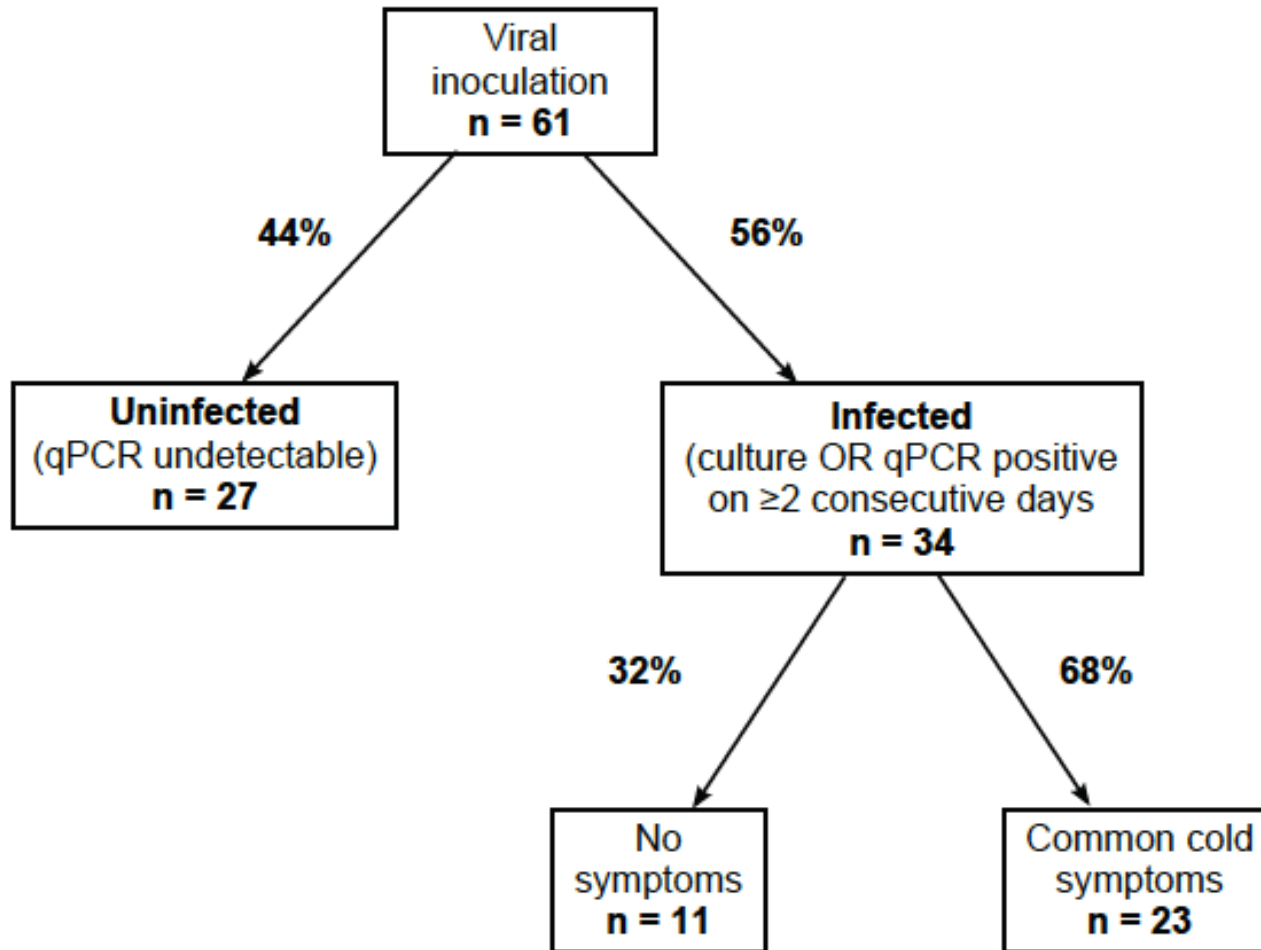 Viral
inoculation
n = 61
44%
56%
Uninfected
(qPCR undetectable)
n = 27
Infected
(culture OR qPCR positive
on ≥2 consecutive days
n = 34
32%
68%
No
symptoms
n = 11
Common cold
symptoms
n = 23